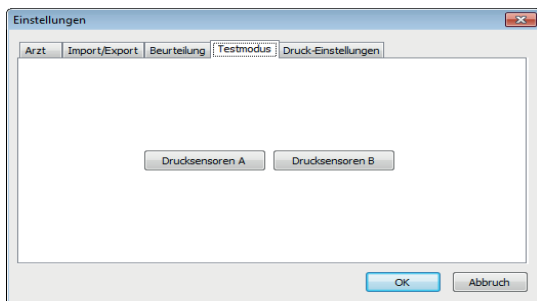 Einstellungen
Arzt Import/Export Beurteilung Testmodus Druck-Einstellungen
Drucksensoren A Drucksensoren B
OK Abbruch